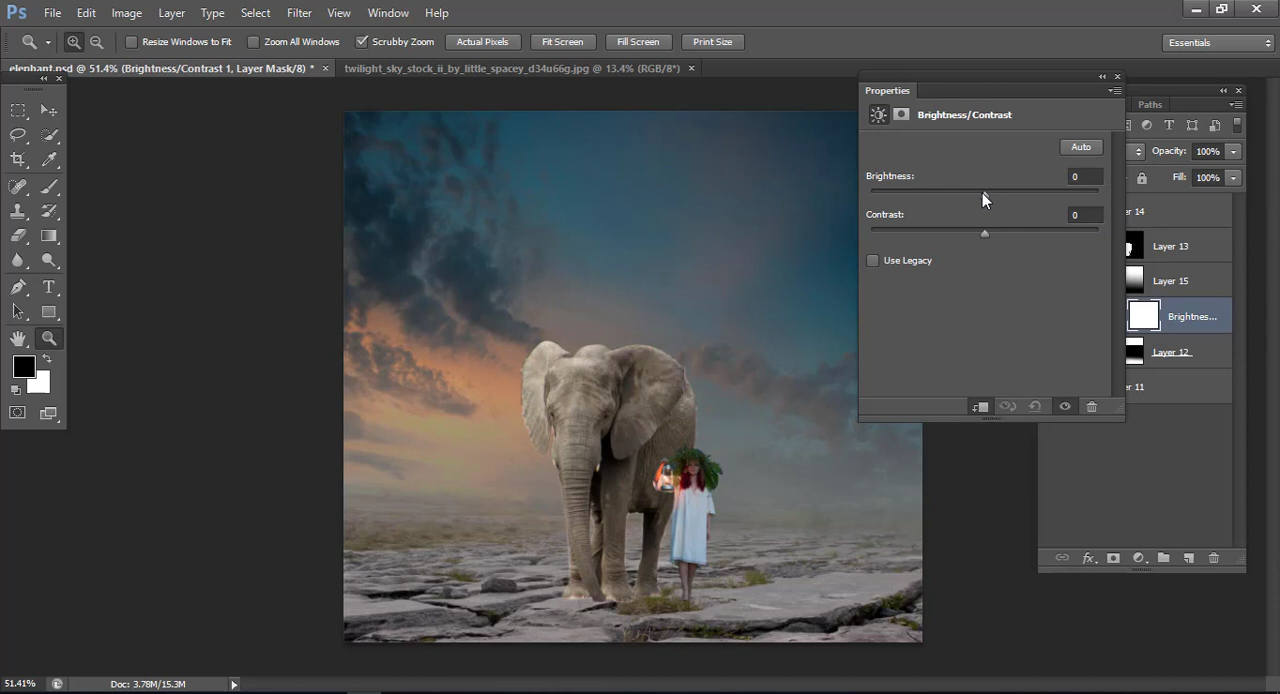 Ps File Edit Image Layer Type Select Filter View Window Help
Resize Windows to Fit Zoom All Windows Scrubby Zoom Actual Pixels Fit Screen Fill Screen Print Size Essentials
elephant.psd @ 51.4% (Brightness/Contrast 1, Layer Mask/8) * twilight_sky_stock_ii_by_little_spacey_d34u66g.jpg @ 13.4% (RGB/8*)
Properties
Paths
Brightness/Contrast
Auto
Opacity: 100%
Brightness: 0
Fill: 100%
Contrast: 0
er 14
Layer 13
Use Legacy
Layer 15
Brightnes...
Layer 12
er 11
51.41% Doc: 3.78M/15.3M